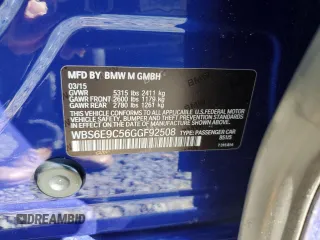 MFD BY BMW M GMBH
03/15
GVWR 5315 lbs 2411 kg
GAWR FRONT 2600 lbs 1179 kg
GAWR REAR 2780 lbs 1261 kg
THIS VEHICLE CONFORMS TO ALL APPLICABLE
U.S. FEDERAL MOTOR VEHICLE SAFETY,
BUMPER, AND THEFT PREVENTION STANDARDS
IN EFFECT ON THE DATE OF MANUFACTURE
SHOWN ABOVE.
WBS6E9C56GGF92508
TYPE: PASSENGER CAR
DREAMBID